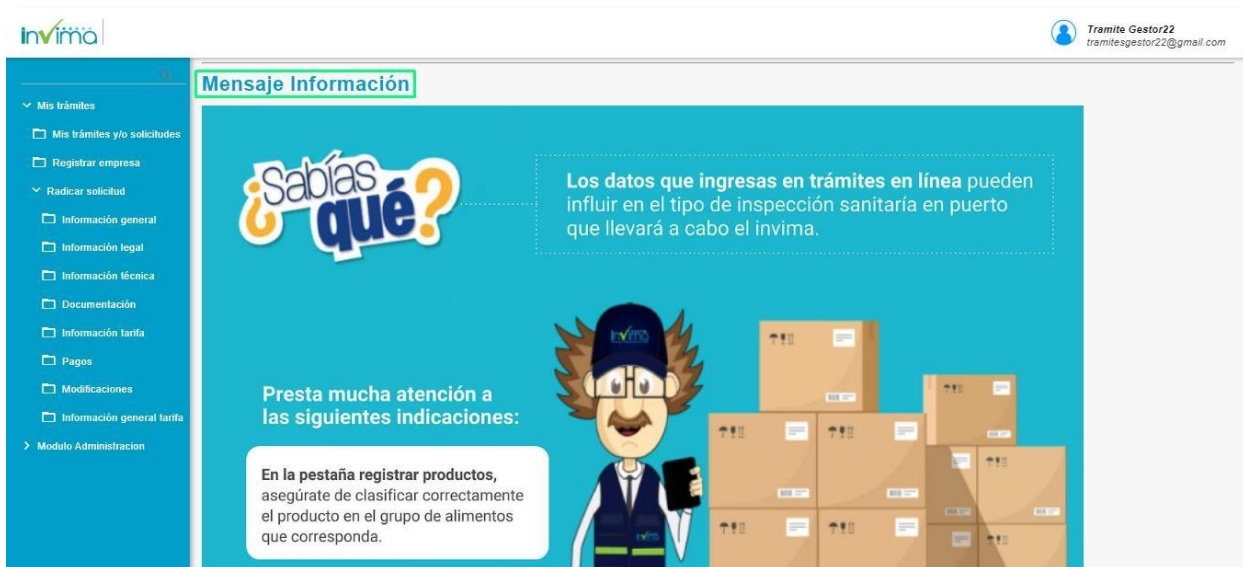 invima
Tramite Gestor22
tramitesgestor22@gmail.com
Mis trámites
Mis trámites y/o solicitudes
Registrar empresa
Radicar solicitud
Información general
Información legal
Información técnica
Documentación
Información tarifa
Pagos
Modificaciones
Información general tarifa
Modulo Administracion
Mensaje Información
¿Sabías
qué?
Los datos que ingresas en trámites en línea pueden
influir en el tipo de inspección sanitaría en puerto
que llevará a cabo el invima.
Presta mucha atención a
las siguientes indicaciones:
En la pestaña registrar productos,
asegúrate de clasificar correctamente
el producto en el grupo de alimentos
que corresponda.
invima
invima